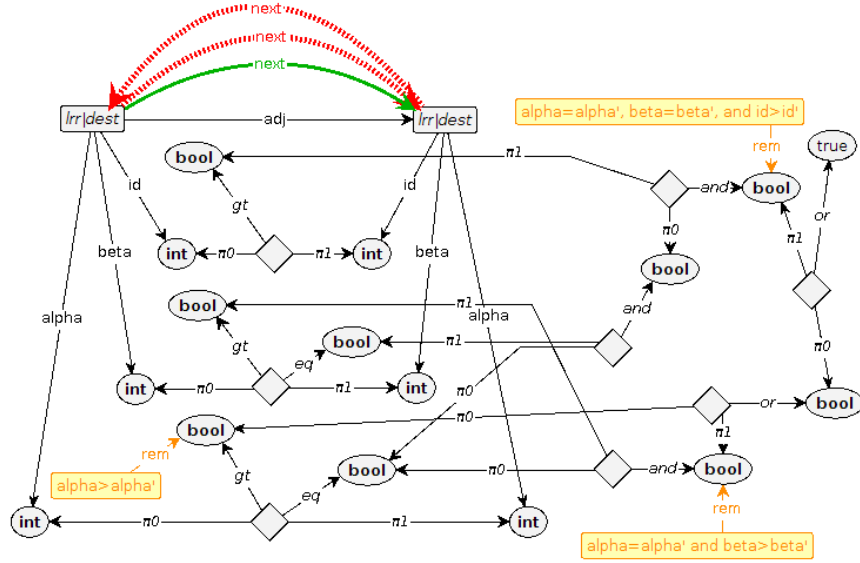 next
next
next
lrr|dest
adj
lrr|dest
alpha=alpha', beta=beta', and id>id'
rem
true
bool
π1
id
id
and
bool
gt
or
π0
π1
beta
beta
int
π0
π1
int
bool
bool
π1
and
alpha
alpha
gt
eq
bool
π1
π0
int
π0
π1
int
π0
π0
or
bool
bool
π1
rem
bool
π0
and
bool
alpha>alpha'
gt
eq
rem
int
π0
π1
int
alpha=alpha' and beta>beta'